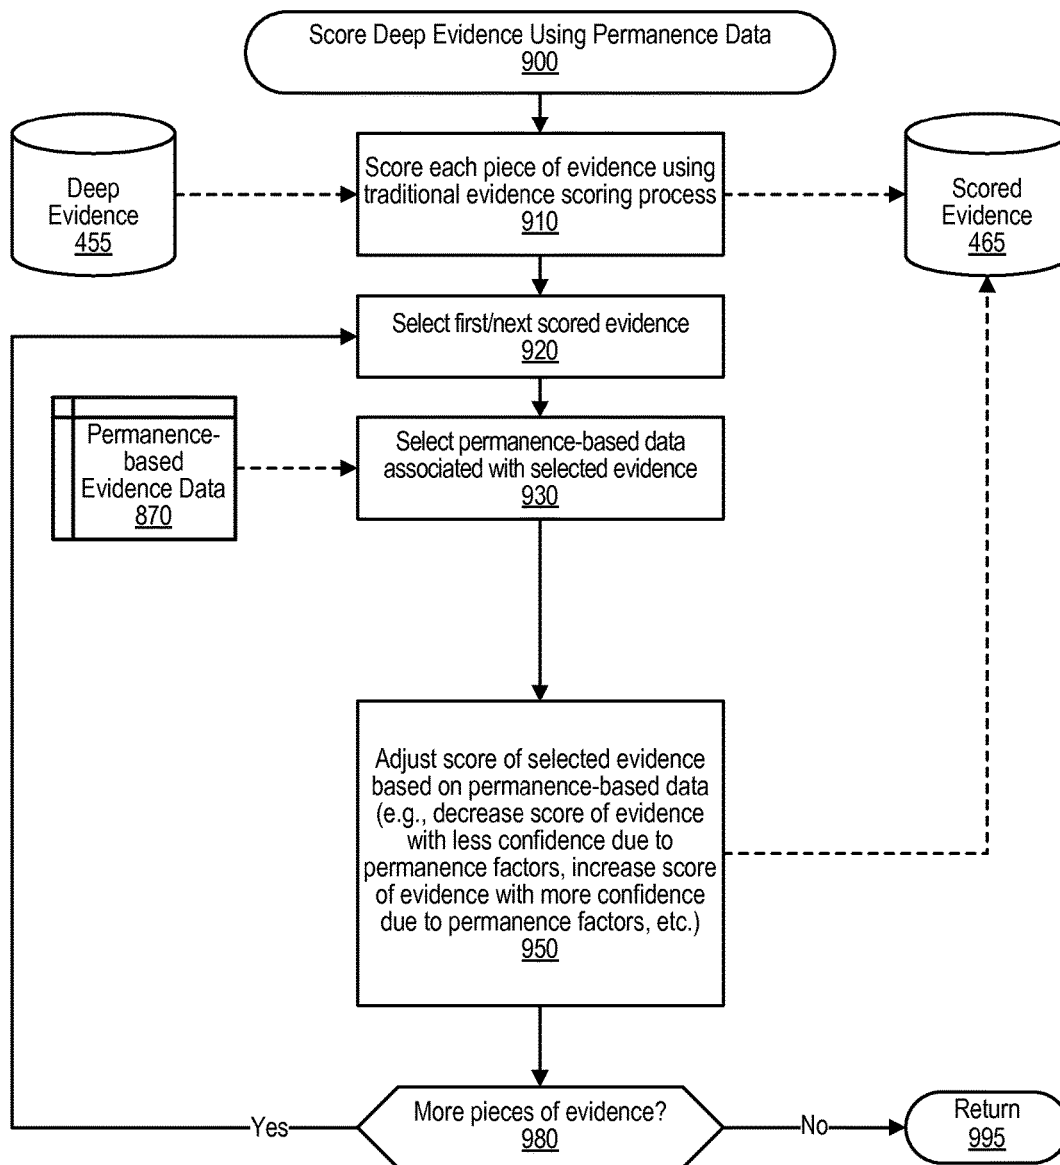 Score Deep Evidence Using Permanence Data
900
Deep
Evidence
455
Score each piece of evidence using
traditional evidence scoring process
910
Scored
Evidence
465
Select first/next scored evidence
920
Permanence-
based
Evidence Data
870
Select permanence-based data
associated with selected evidence
930
Adjust score of selected evidence
based on permanence-based data
(e.g., decrease score of evidence
with less confidence due to
permanence factors, increase score
of evidence with more confidence
due to permanence factors, etc.)
950
Yes
More pieces of evidence?
980
No
Return
995